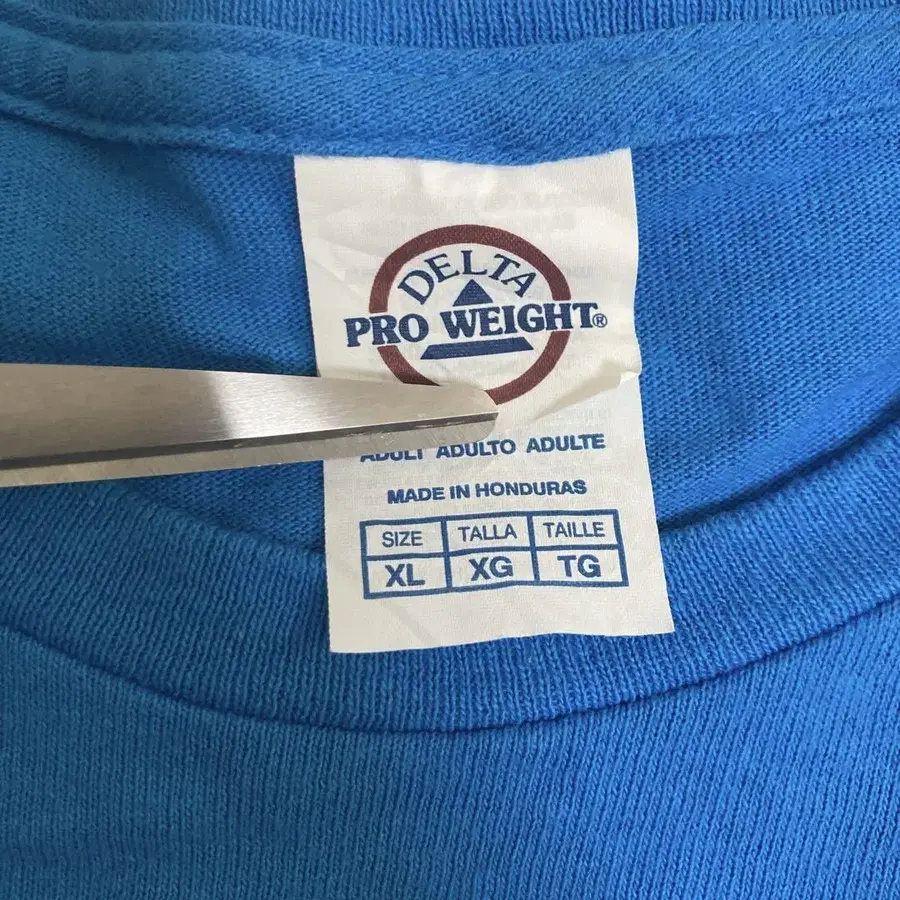 DELTA
PRO WEIGHT®
ADULT ADULTO ADULTE
MADE IN HONDURAS
SIZE TALLA TAILLE
XL XG TG